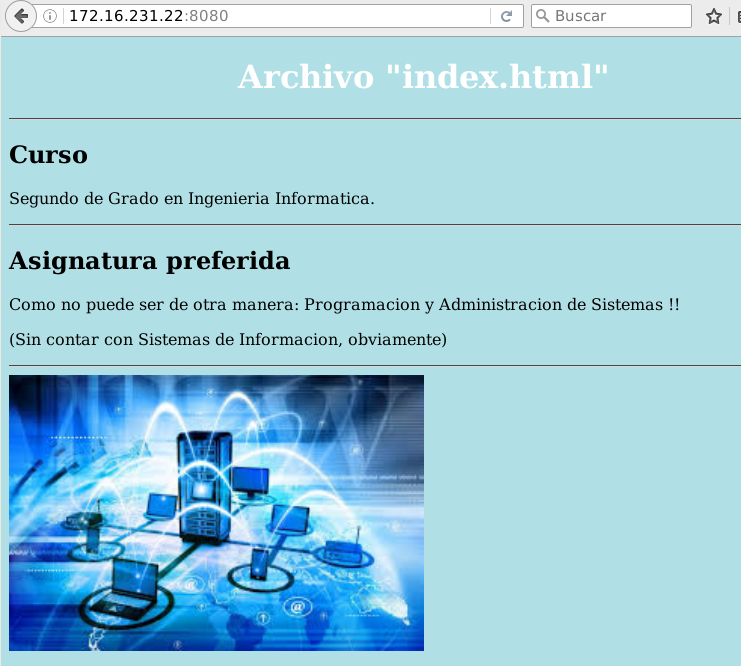 172.16.231.22:8080
Buscar
Archivo "index.html"
Curso
Segundo de Grado en Ingenieria Informatica.
Asignatura preferida
Como no puede ser de otra manera: Programacion y Administracion de Sistemas !!
(Sin contar con Sistemas de Informacion, obviamente)